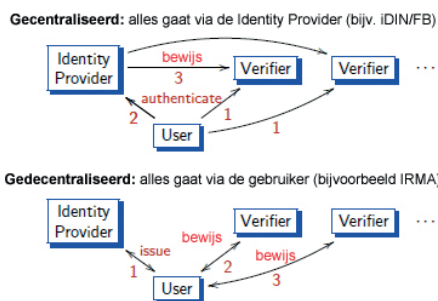 Gecentraliseerd: alles gaat via de Identity Provider (bijv. iDIN/FB)
Identity
Provider
bewijs
3
Verifier
Verifier
...
authenticate
2
1
1
User
Gedecentraliseerd: alles gaat via de gebruiker (bijvoorbeeld IRMA)
Identity
Provider
Verifier
Verifier
...
issue
bewijs
bewijs
1
2
3
User